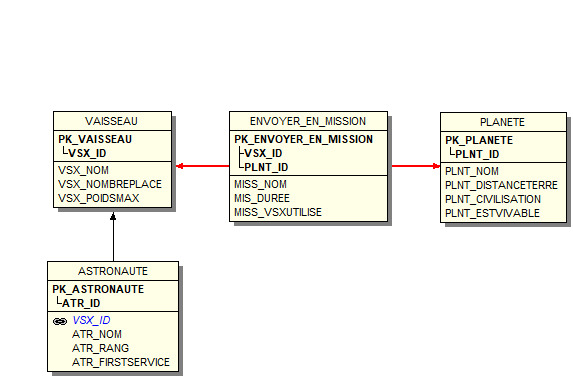 VAISSEAU
PK_VAISSEAU
VSX_ID
VSX_NOM
VSX_NOMBREPLACE
VSX_POIDSMAX
ENVOYER_EN_MISSION
PK_ENVOYER_EN_MISSION
VSX_ID
PLNT_ID
MISS_NOM
MIS_DUREE
MISS_VSXUTILISE
PLANETE
PK_PLANETE
PLNT_ID
PLNT_NOM
PLNT_DISTANCETERRE
PLNT_CIVILISATION
PLNT_ESTVIVABLE
ASTRONAUTE
PK_ASTRONAUTE
ATR_ID
VSX_ID
ATR_NOM
ATR_RANG
ATR_FIRSTSERVICE